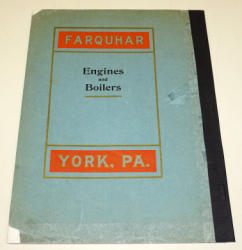 FARQUHAR
Engines
and
Boilers
YORK, PA.